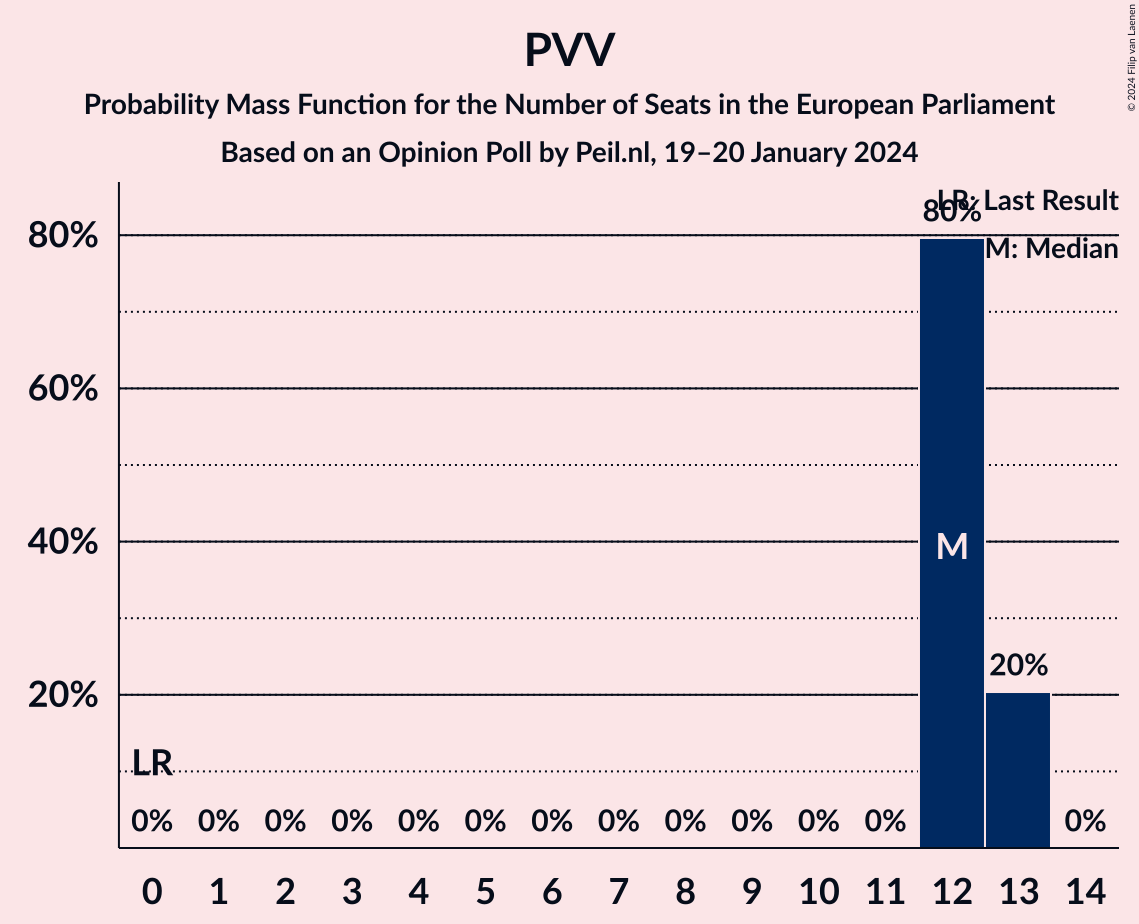 PVV
Probability Mass Function for the Number of Seats in the European Parliament
Based on an Opinion Poll by Peil.nl, 19–20 January 2024
© 2024 Filip van Laenen
LR: Last Result
M: Median
80%
80%
60%
40%
20%
M
20%
LR
0% 0% 0% 0% 0% 0% 0% 0% 0% 0% 0% 0% 0%
0 1 2 3 4 5 6 7 8 9 10 11 12 13 14